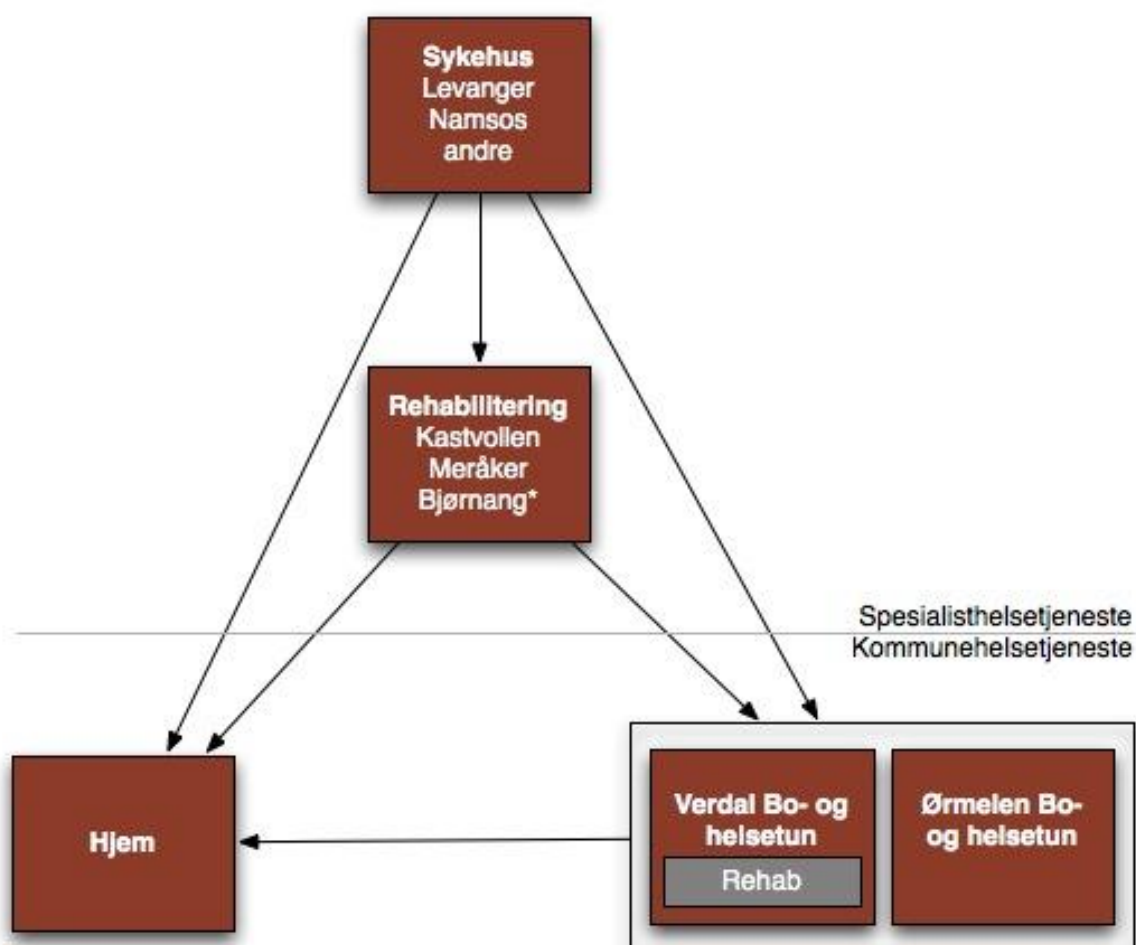 Sykehus
Levanger
Namsos
andre
Rehabilitering
Kastvollen
Meråker
Bjørnang*
Spesialisthelsetjeneste
Kommunehelsetjeneste
Hjem
Verdal Bo- og
helsetun
Rehab
Ørmelen Bo-
og helsetun